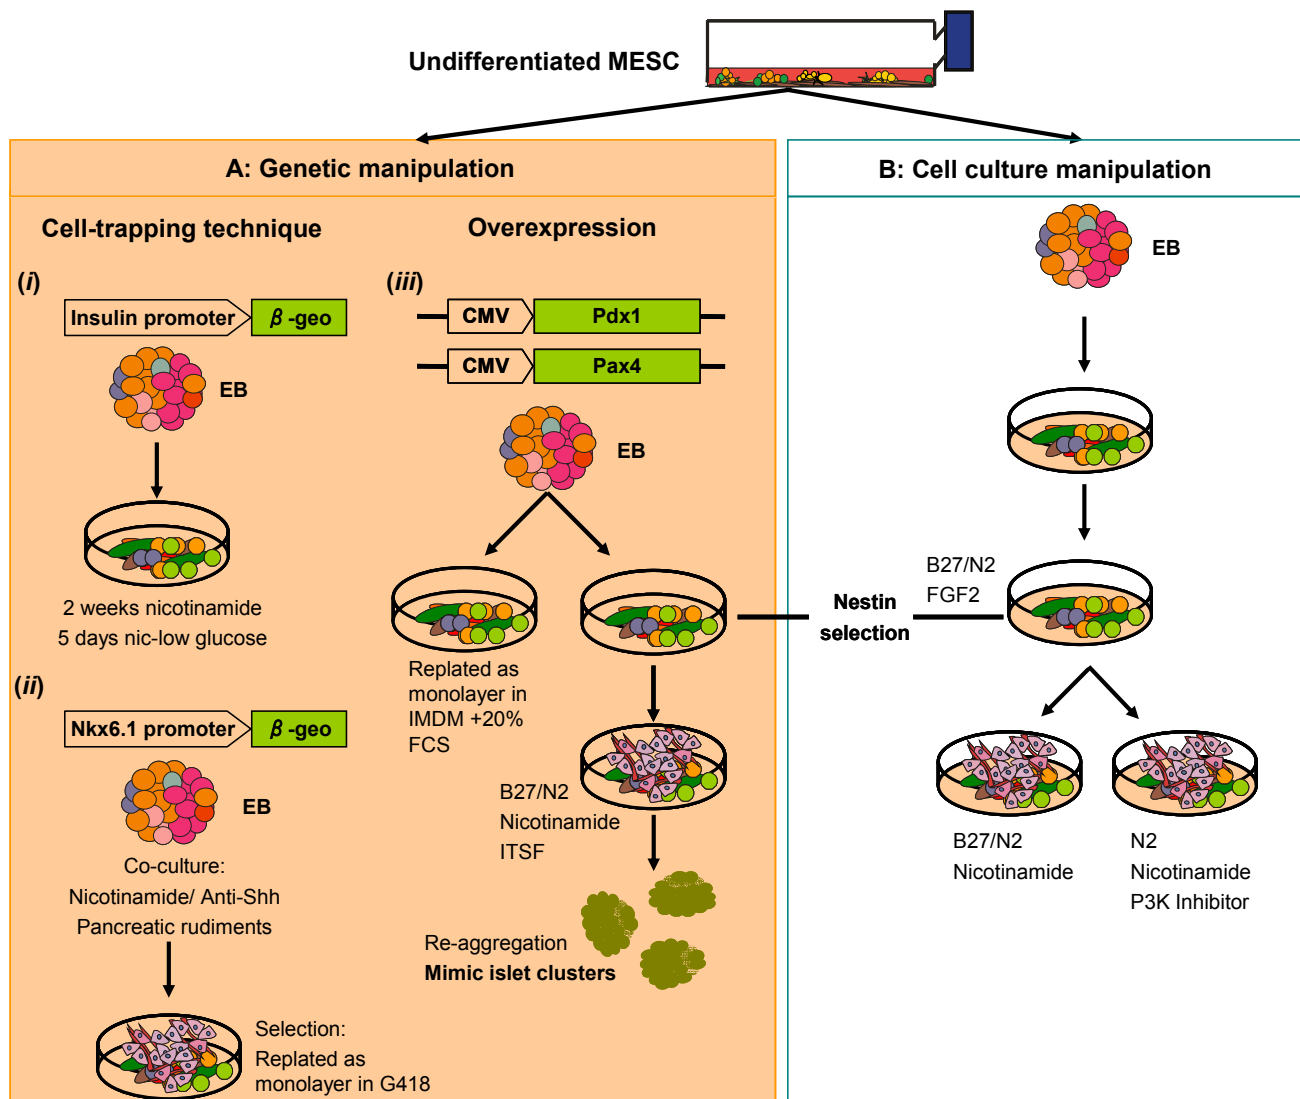 Undifferentiated MESC
A: Genetic manipulation
Cell-trapping technique
(i)
Insulin promoter
β-geo
EB
2 weeks nicotinamide
5 days nic-low glucose
(ii)
Nkx6.1 promoter
β-geo
EB
Co-culture:
Nicotinamide/ Anti-Shh
Pancreatic rudiments
Selection:
Replated as
monolayer in G418
Overexpression
(iii)
CMV
Pdx1
CMV
Pax4
EB
Replated as
monolayer in
IMDM +20%
FCS
B27/N2
Nicotinamide
ITSF
Re-aggregation
Mimic islet clusters
Nestin
selection
B: Cell culture manipulation
EB
B27/N2
FGF2
B27/N2
Nicotinamide
N2
Nicotinamide
P3K Inhibitor